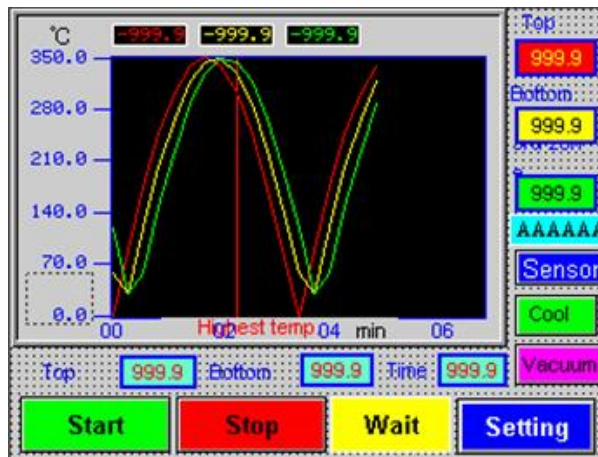 °C -999.9 -999.9 -999.9
Top
350.0
999.9
280.0
Bottom
999.9
210.0
140.0
999.9
AAAAAA
70.0
Sensor
0.0
Cool
00 02 04 min 06
Highest temp
Vacuum
Top 999.9 Bottom 999.9 Time 999.9
Start Stop Wait Setting